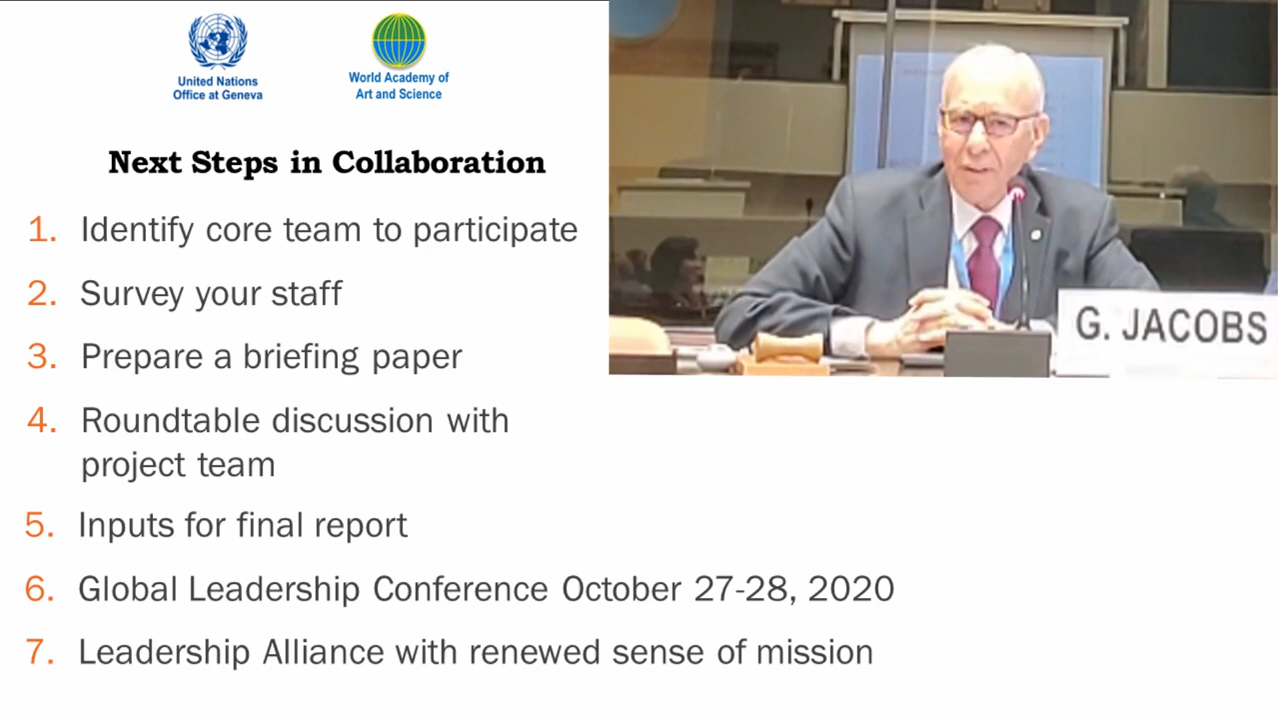 United Nations
Office at Geneva
World Academy of
Art and Science
Next Steps in Collaboration
1. Identify core team to participate
2. Survey your staff
3. Prepare a briefing paper
4. Roundtable discussion with
project team
5. Inputs for final report
6. Global Leadership Conference October 27-28, 2020
7. Leadership Alliance with renewed sense of mission
G. JACOBS